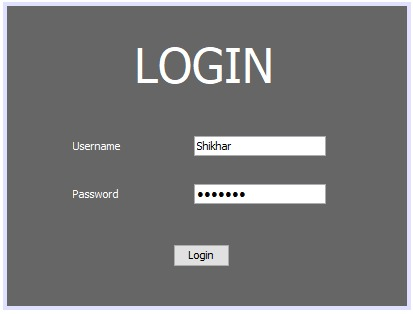 LOGIN
Username Shikhar
Password •••••••
Login